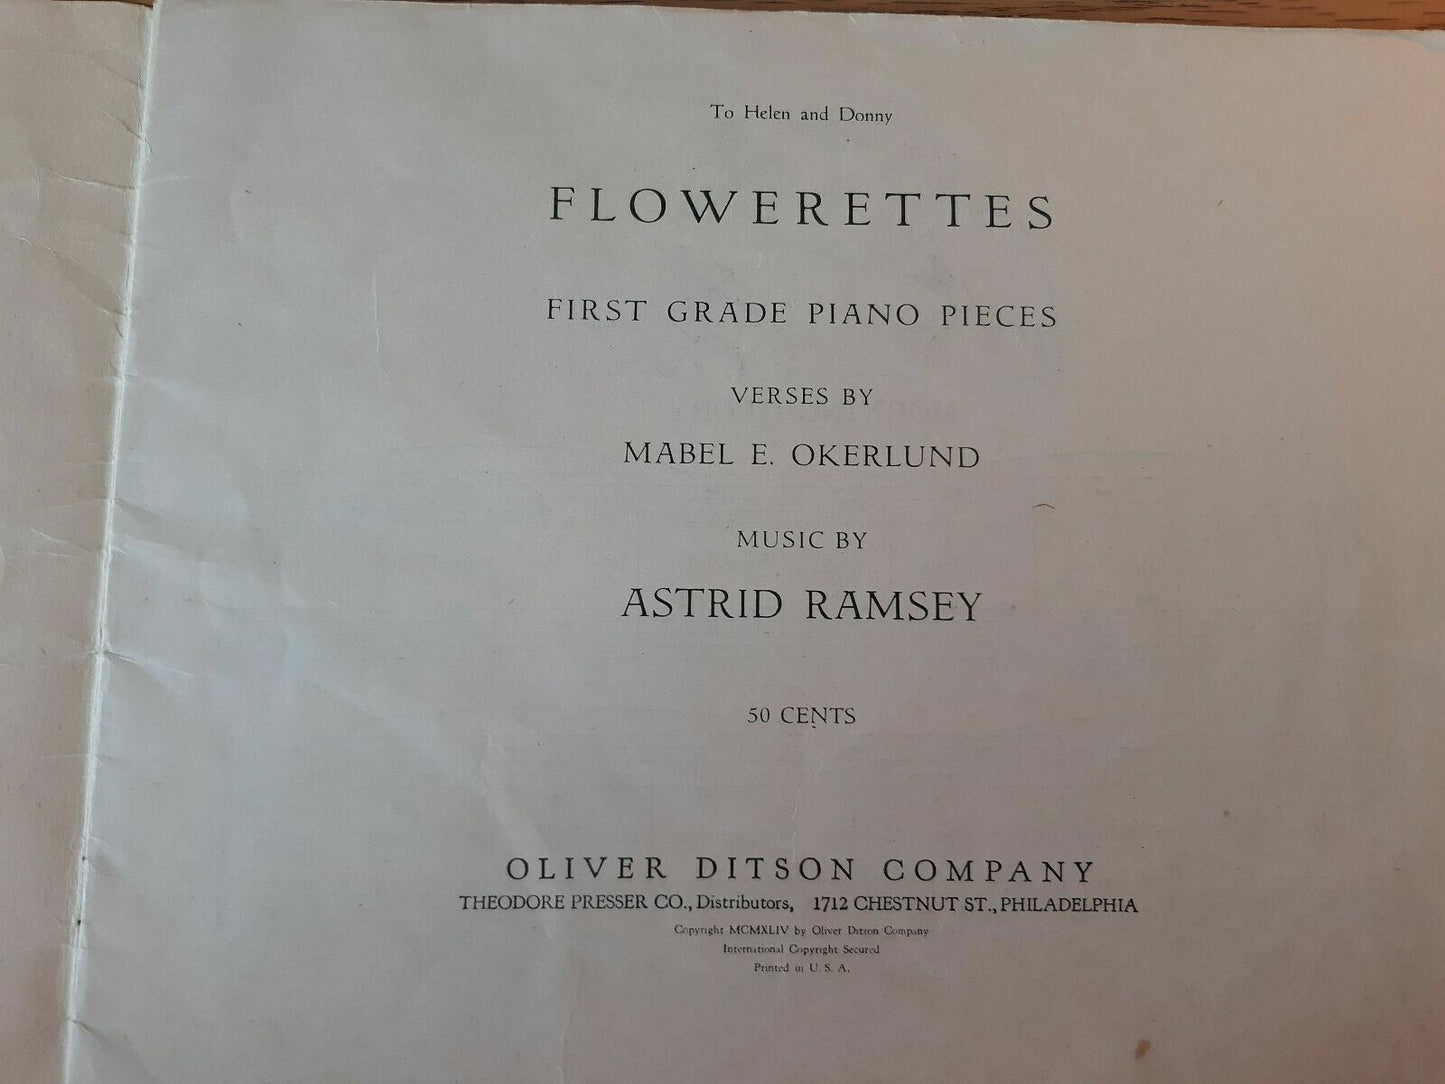 To Helen and Donny
FLOWERETTES
FIRST GRADE PIANO PIECES
VERSES BY
MABEL E. OKERLUND
MUSIC BY
ASTRID RAMSEY
50 CENTS
OLIVER DITSON COMPANY
THEODORE PRESSER CO., Distributors, 1712 CHESTNUT ST., PHILADELPHIA
Copyright MCMXLIV by Oliver Ditson Company
International Copyright Secured
Printed in U. S. A.